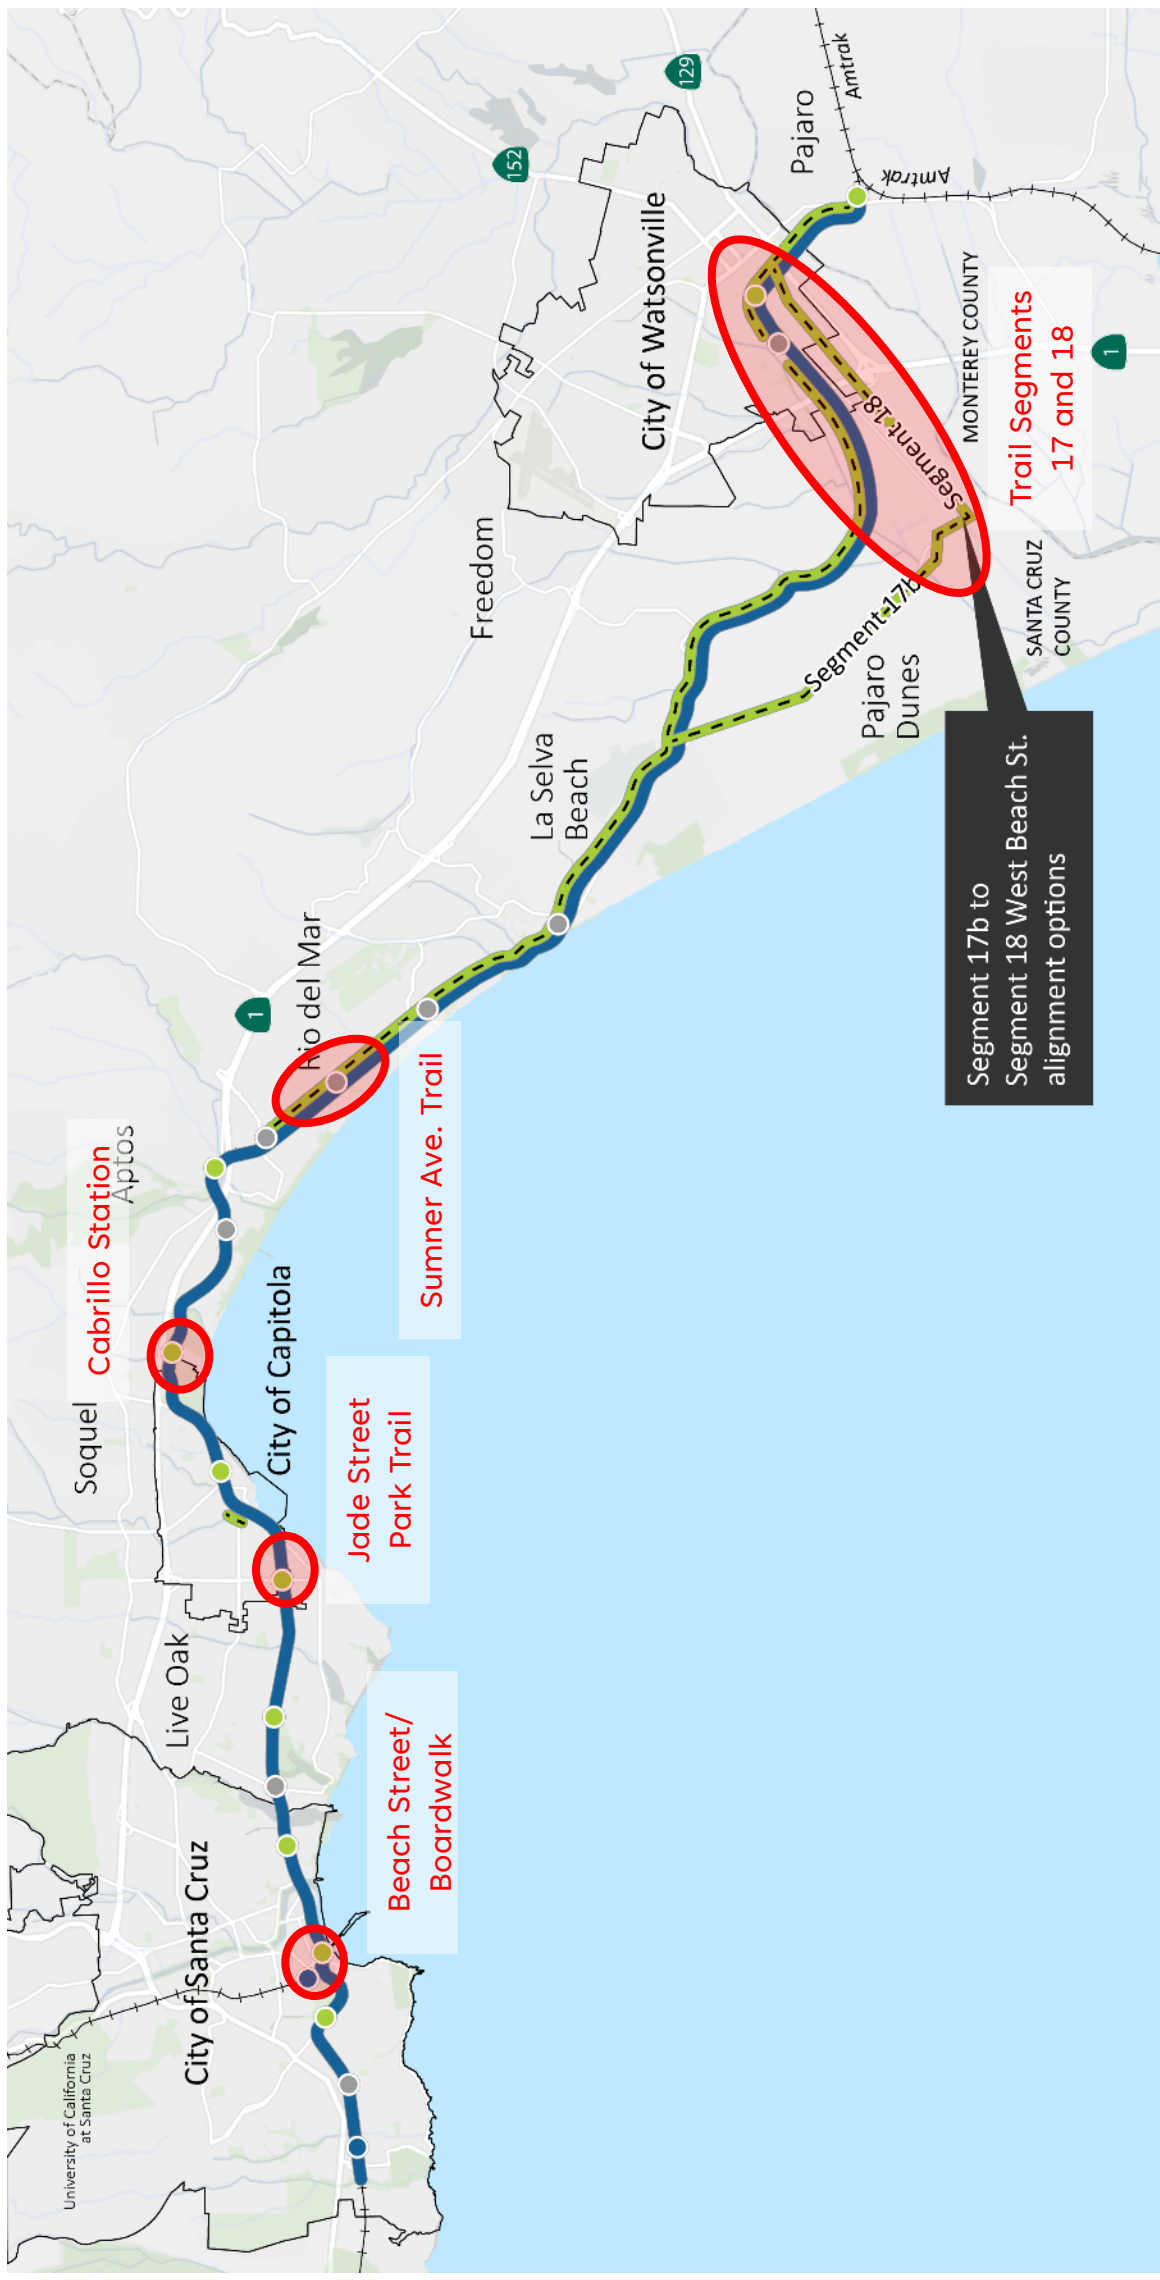 University of California
at Santa Cruz
City of Santa Cruz
Beach Street/
Boardwalk
Live Oak
Soquel
Jade Street
Park Trail
City of Capitola
Cabrillo Station
Aptos
Sumner Ave. Trail
Rio del Mar
1
La Selva
Beach
Freedom
City of Watsonville
152
129
Pajaro
Amtrak
Amtrak
Pajaro
Dunes
Segment 17b
Segment 18
MONTEREY COUNTY
SANTA CRUZ
COUNTY
Trail Segments
17 and 18
1
Segment 17b to
Segment 18 West Beach St.
alignment options